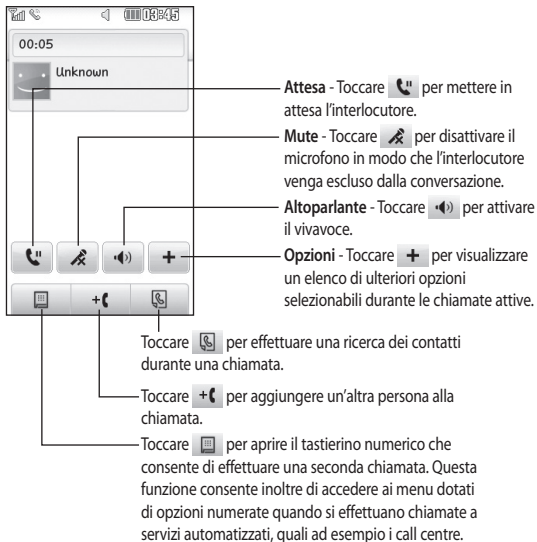 03:45
00:05
Unknown
Attesa - Toccare per mettere in
attesa l'interlocutore.
Mute - Toccare per disattivare il
microfono in modo che l'interlocutore
venga escluso dalla conversazione.
Altoparlante - Toccare per attivare
il vivavoce.
Opzioni - Toccare + per visualizzare
un elenco di ulteriori opzioni
selezionabili durante le chiamate attive.
Toccare per effettuare una ricerca dei contatti
durante una chiamata.
Toccare per aggiungere un'altra persona alla
chiamata.
Toccare per aprire il tastierino numerico che
consente di effettuare una seconda chiamata. Questa
funzione consente inoltre di accedere ai menu dotati
di opzioni numerate quando si effettuano chiamate a
servizi automatizzati, quali ad esempio i call centre.